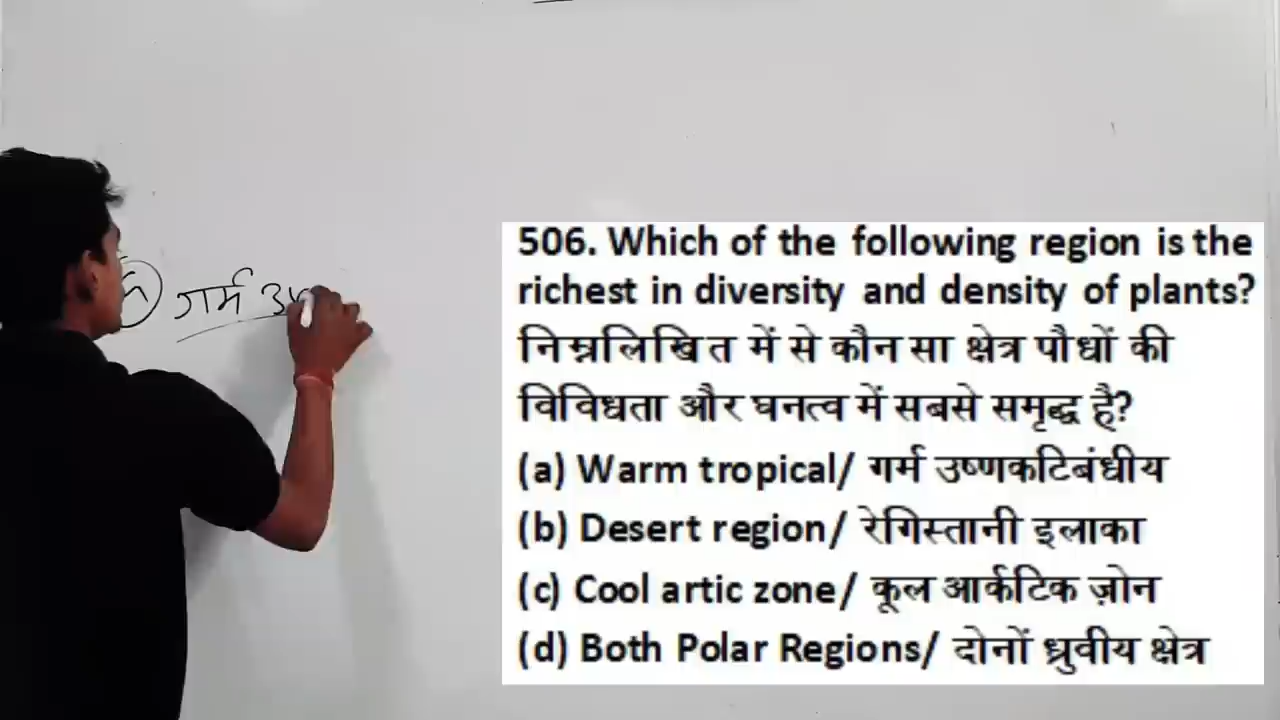 गर्म
506. Which of the following region is the
richest in diversity and density of plants?
निम्नलिखित में से कौन सा क्षेत्र पौधों की
विविधता और घनत्व में सबसे समृद्ध है?
(a) Warm tropical/ गर्म उष्णकटिबंधीय
(b) Desert region/ रेगिस्तानी इलाका
(c) Cool artic zone/ कूल आर्कटिक ज़ोन
(d) Both Polar Regions/ दोनों ध्रुवीय क्षेत्र